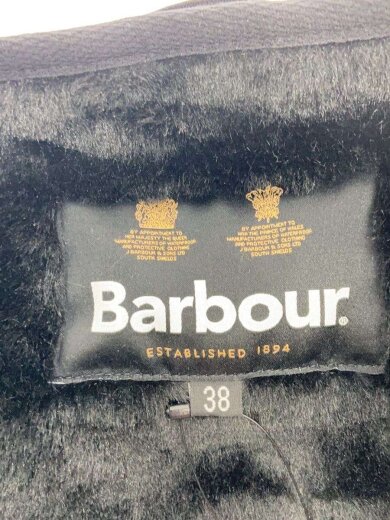 BY APPOINTMENT TO
HER MAJESTY THE QUEEN
MANUFACTURERS OF WATERPROOF
AND PROTECTIVE CLOTHING
J. BARBOUR & SONS LTD
SOUTH SHIELDS
BY APPOINTMENT TO
HRH THE PRINCE OF WALES
MANUFACTURERS OF WATERPROOF
AND PROTECTIVE CLOTHING
J. BARBOUR & SONS LTD
SOUTH SHIELDS
Barbour®
ESTABLISHED 1894
38